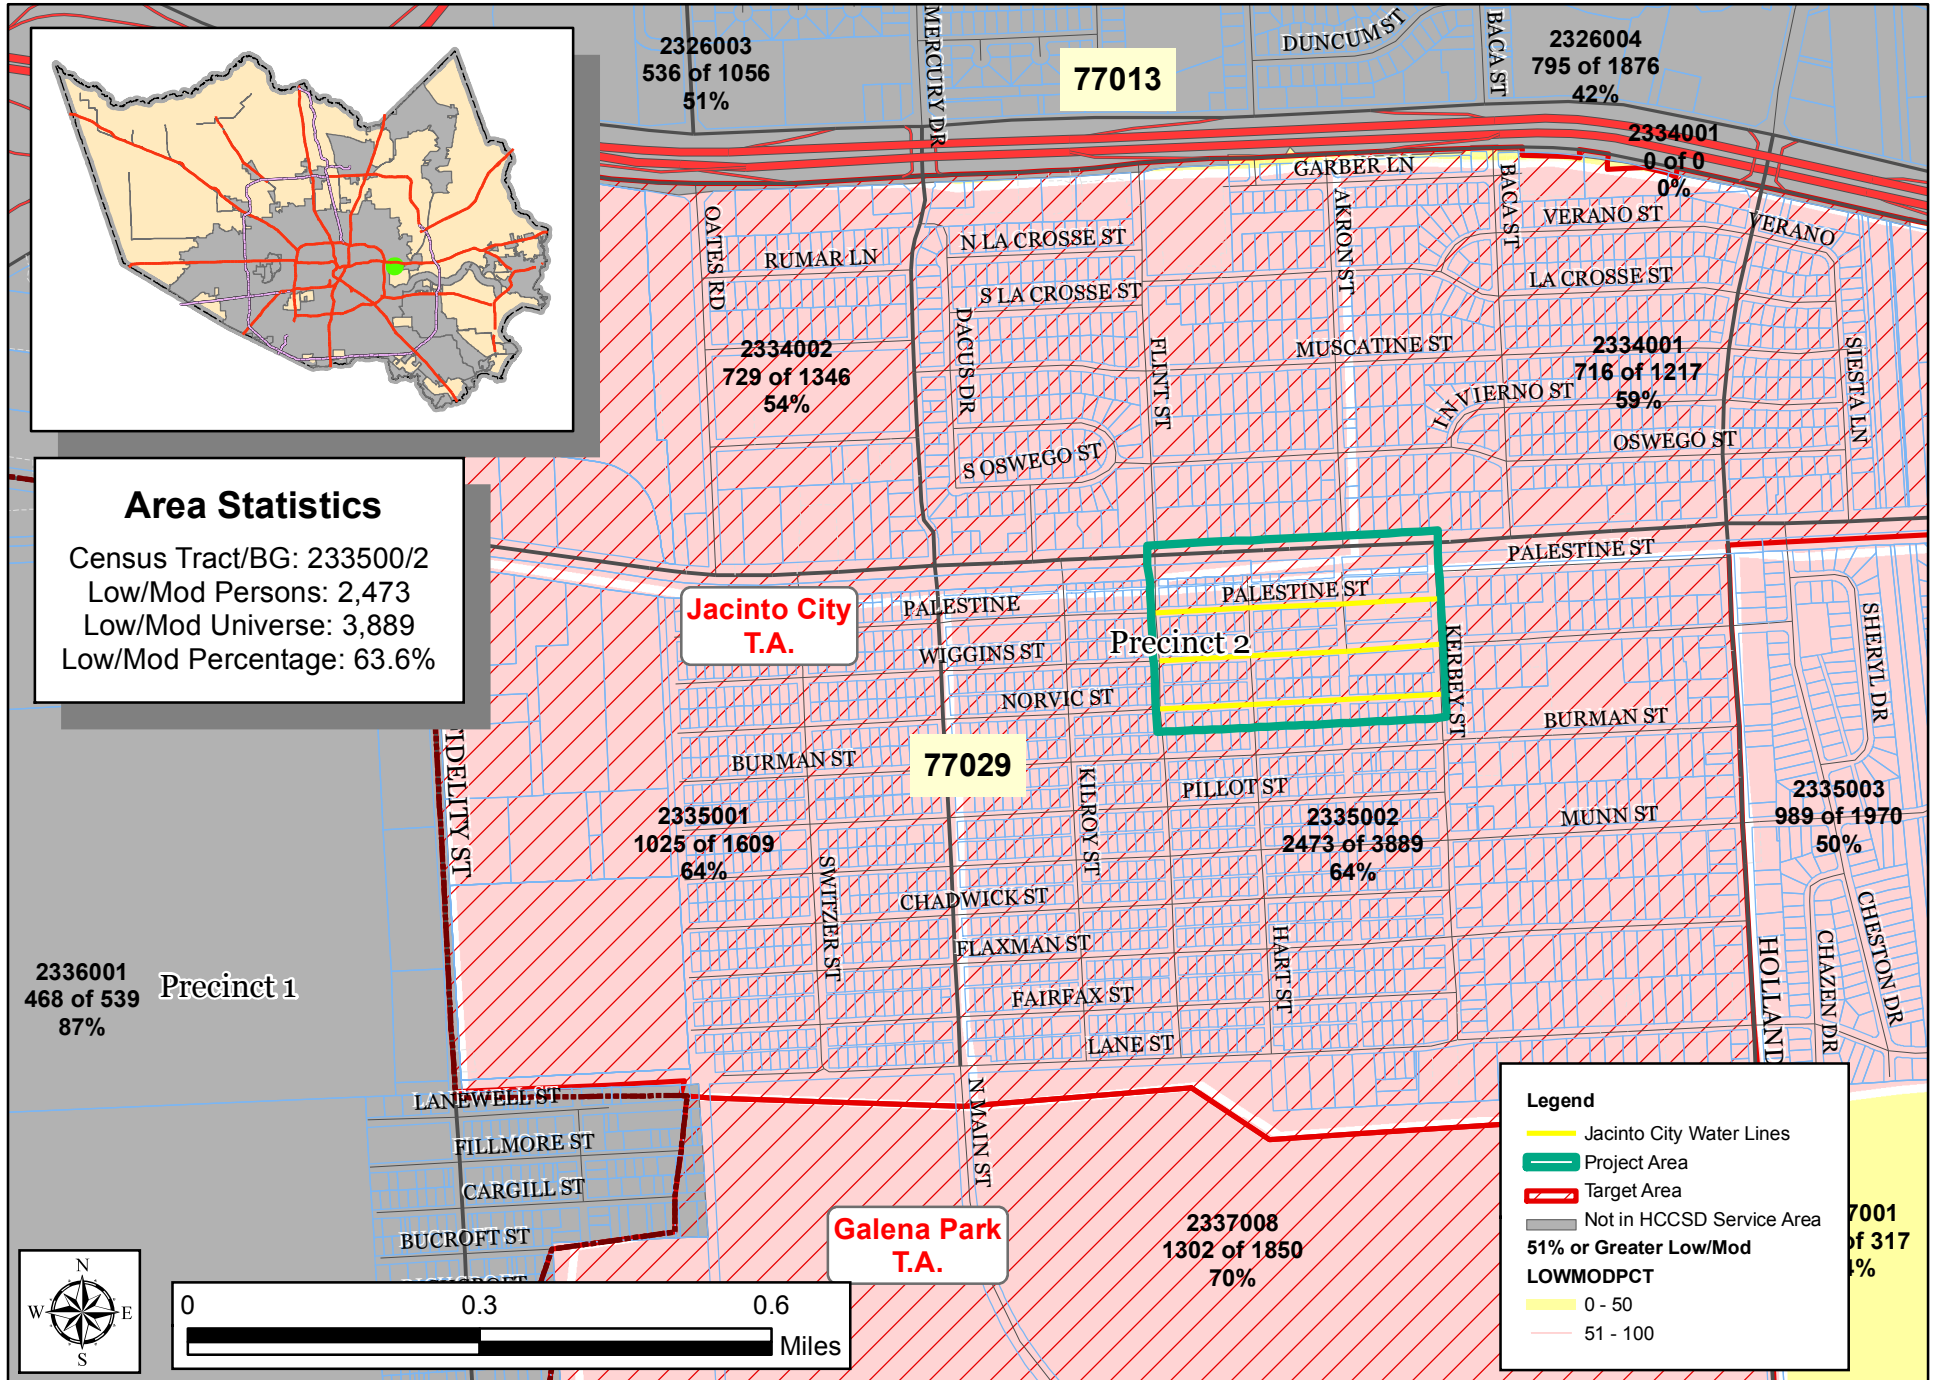 2326003
536 of 1056
51%
MERCURY DR
77013
DUNCUM ST
BACA ST
2326004
795 of 1876
42%
2334001
0 of 0
0%
GARBER LN
OATES RD
RUMAR LN
N LA CROSSE ST
S LA CROSSE ST
AKRON ST
BACA ST
VERANO ST
VERANO
LA CROSSE ST
DACUS DR
FLINT ST
MUSCATINE ST
2334002
729 of 1346
54%
2334001
716 of 1217
59%
INVIERNO ST
SIESTA LN
OSWEGO ST
S OSWEGO ST
Area Statistics
Census Tract/BG: 233500/2
Low/Mod Persons: 2,473
Low/Mod Universe: 3,889
Low/Mod Percentage: 63.6%
PALESTINE ST
Jacinto City
T.A.
PALESTINE
PALESTINE ST
Precinct 2
WIGGINS ST
NORVIC ST
KERBEY ST
SHERYL DR
BURMAN ST
BURMAN ST
77029
IDELITY ST
KILROY ST
PILLOT ST
2335001
1025 of 1609
64%
2335002
2473 of 3889
64%
MUNN ST
2335003
989 of 1970
50%
SWITZER ST
CHADWICK ST
FLAXMAN ST
HART ST
HOLLAND
CHAZEN DR
CHESTON DR
2336001
468 of 539
87%
Precinct 1
FAIRFAX ST
LANE ST
LANEWELL ST
FILLMORE ST
CARGILL ST
BUCROFT ST
N MAIN ST
Galena Park
T.A.
2337008
1302 of 1850
70%
7001
of 317
4%
Legend
Jacinto City Water Lines
Project Area
Target Area
Not in HCCSD Service Area
51% or Greater Low/Mod
LOWMODPCT
0 - 50
51 - 100
N
W
E
S
0
0.3
0.6
Miles